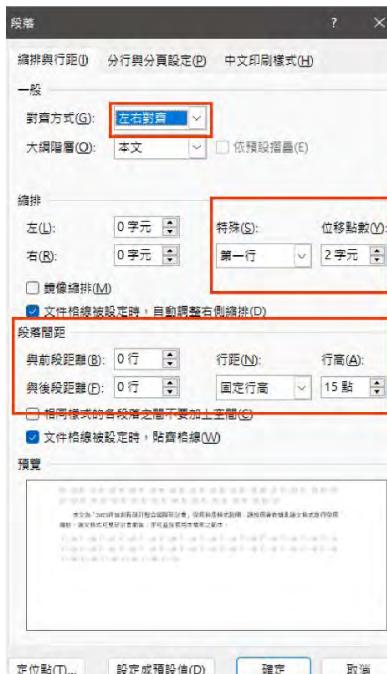 段落 ? ×
縮排與行距(I) 分行與分頁設定(P) 中文印刷樣式(H)
一般
對齊方式(G): 左右對齊
大綱階層(O): 本文 依預設摺疊(E)
縮排
左(L): 0 字元 特殊(S): 位移點數(Y):
右(R): 0 字元 第一行 2 字元
鏡像縮排(M)
文件格線被設定時，自動調整右側縮排(D)
段落間距
與前段距離(B): 0 行 行距(N): 行高(A):
與後段距離(F): 0 行 固定行高 15 點
相同樣式的各段落之間不要加上空間(C)
文件格線被設定時，貼齊格線(W)
預覽
定位點(T)... 設定成預設值(D) 確定 取消